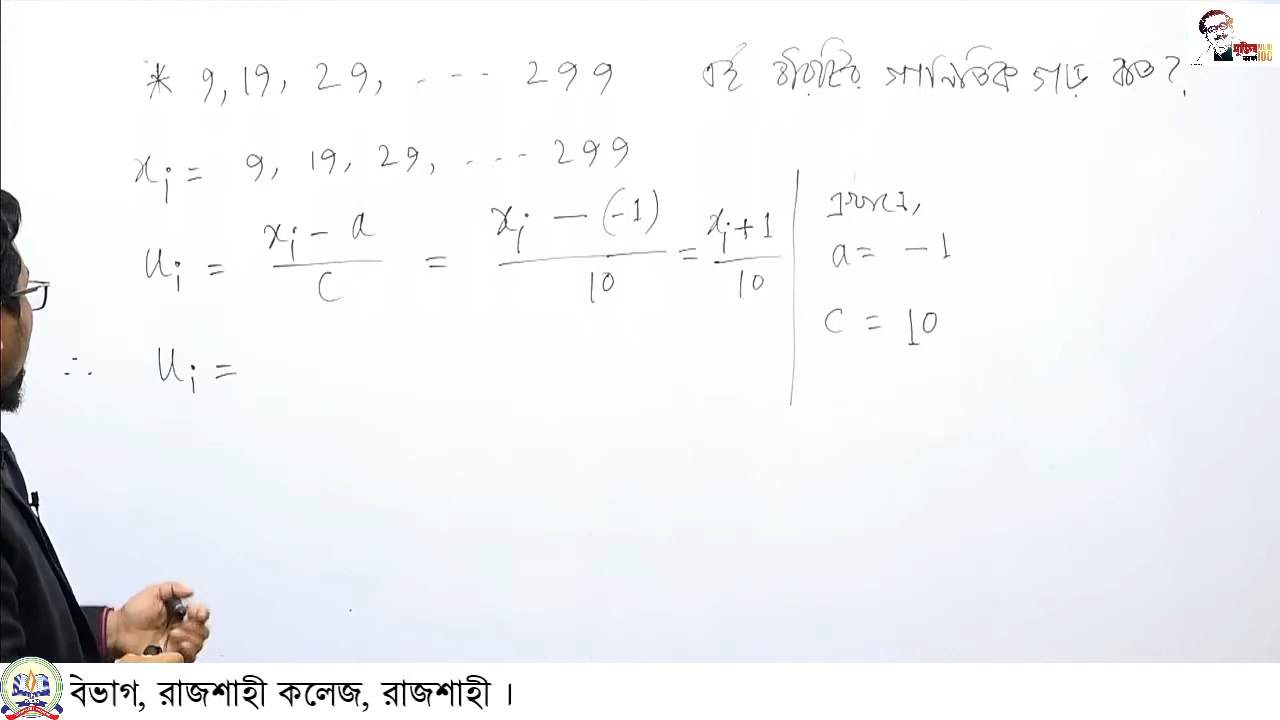 * 9, 19, 29, ... 299 এই ধারাটির গাণিতিক গড় কত?
xᵢ = 9, 19, 29, ... 299
uᵢ = (xᵢ - a)/c = (xᵢ - (-1))/10 = (xᵢ + 1)/10
এখানে,
a = -1
c = 10
∴ uᵢ =
বিভাগ, রাজশাহী কলেজ, রাজশাহী ।